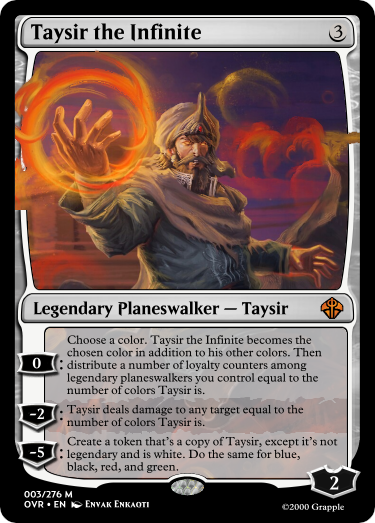 Taysir the Infinite 3
Legendary Planeswalker — Taysir
0: Choose a color. Taysir the Infinite becomes the
chosen color in addition to his other colors. Then
distribute a number of loyalty counters among
legendary planeswalkers you control equal to the
number of colors Taysir is.
-2: Taysir deals damage to any target equal to the
number of colors Taysir is.
-5: Create a token that's a copy of Taysir, except it's not
legendary and is white. Do the same for blue,
black, red, and green.
2
003/276 M
OVR • EN Envak Enkaoti
©2000 Grapple